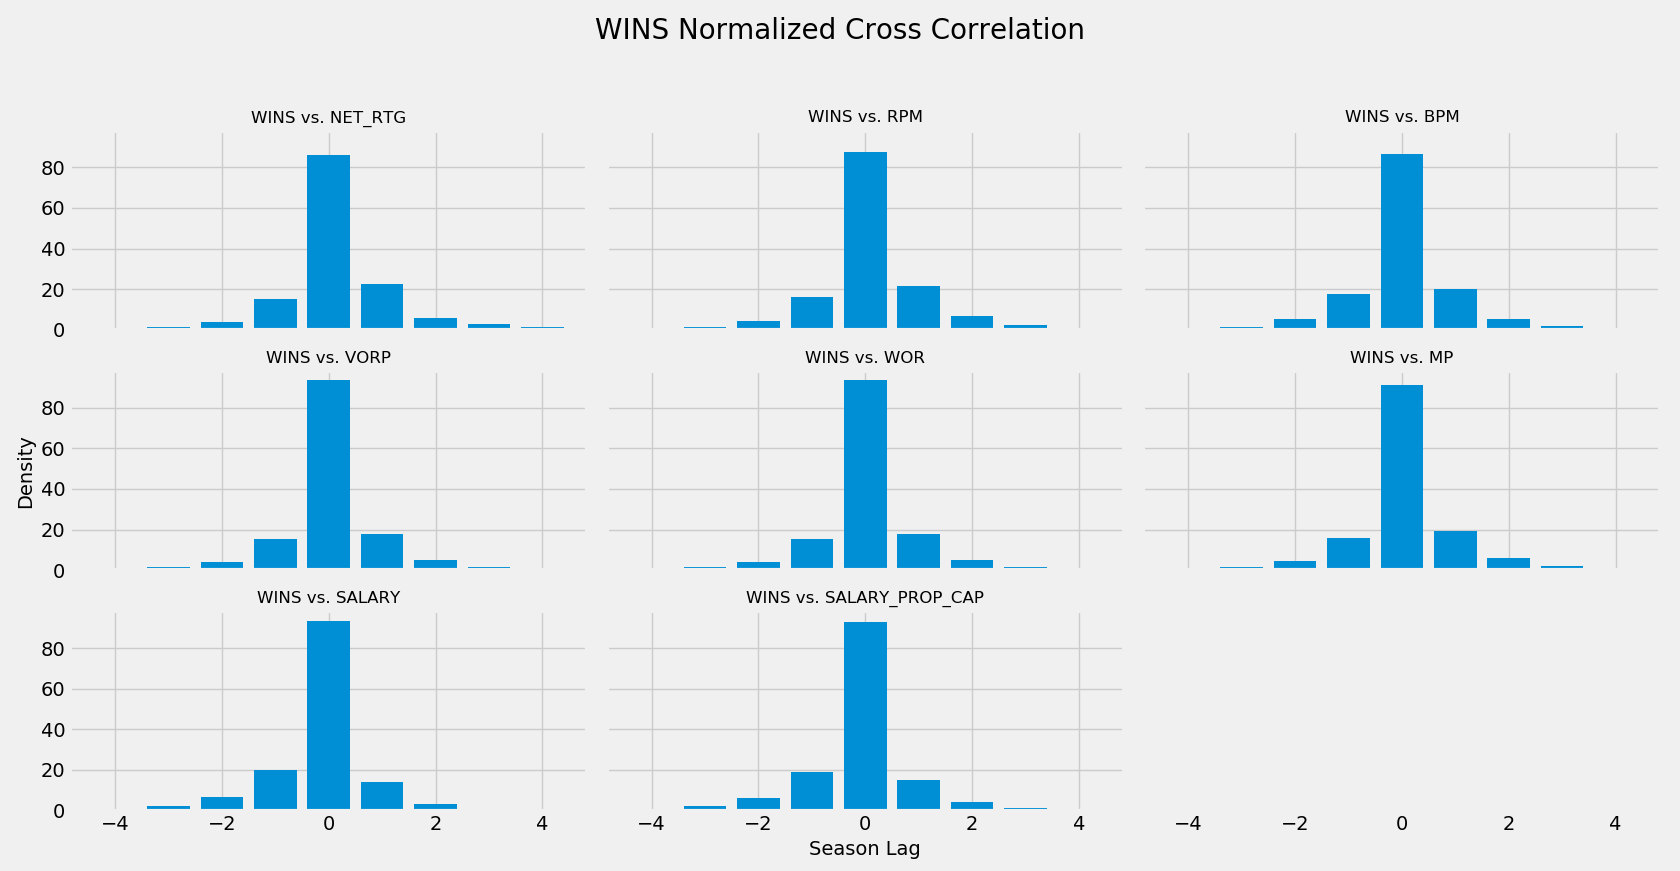 WINS Normalized Cross Correlation
WINS vs. NET_RTG
WINS vs. RPM
WINS vs. BPM
80
60
40
20
0
WINS vs. VORP
WINS vs. WOR
WINS vs. MP
Density
80
60
40
20
0
WINS vs. SALARY
WINS vs. SALARY_PROP_CAP
80
60
40
20
0
−4 −2 0 2 4
−4 −2 0 2 4
−4 −2 0 2 4
Season Lag